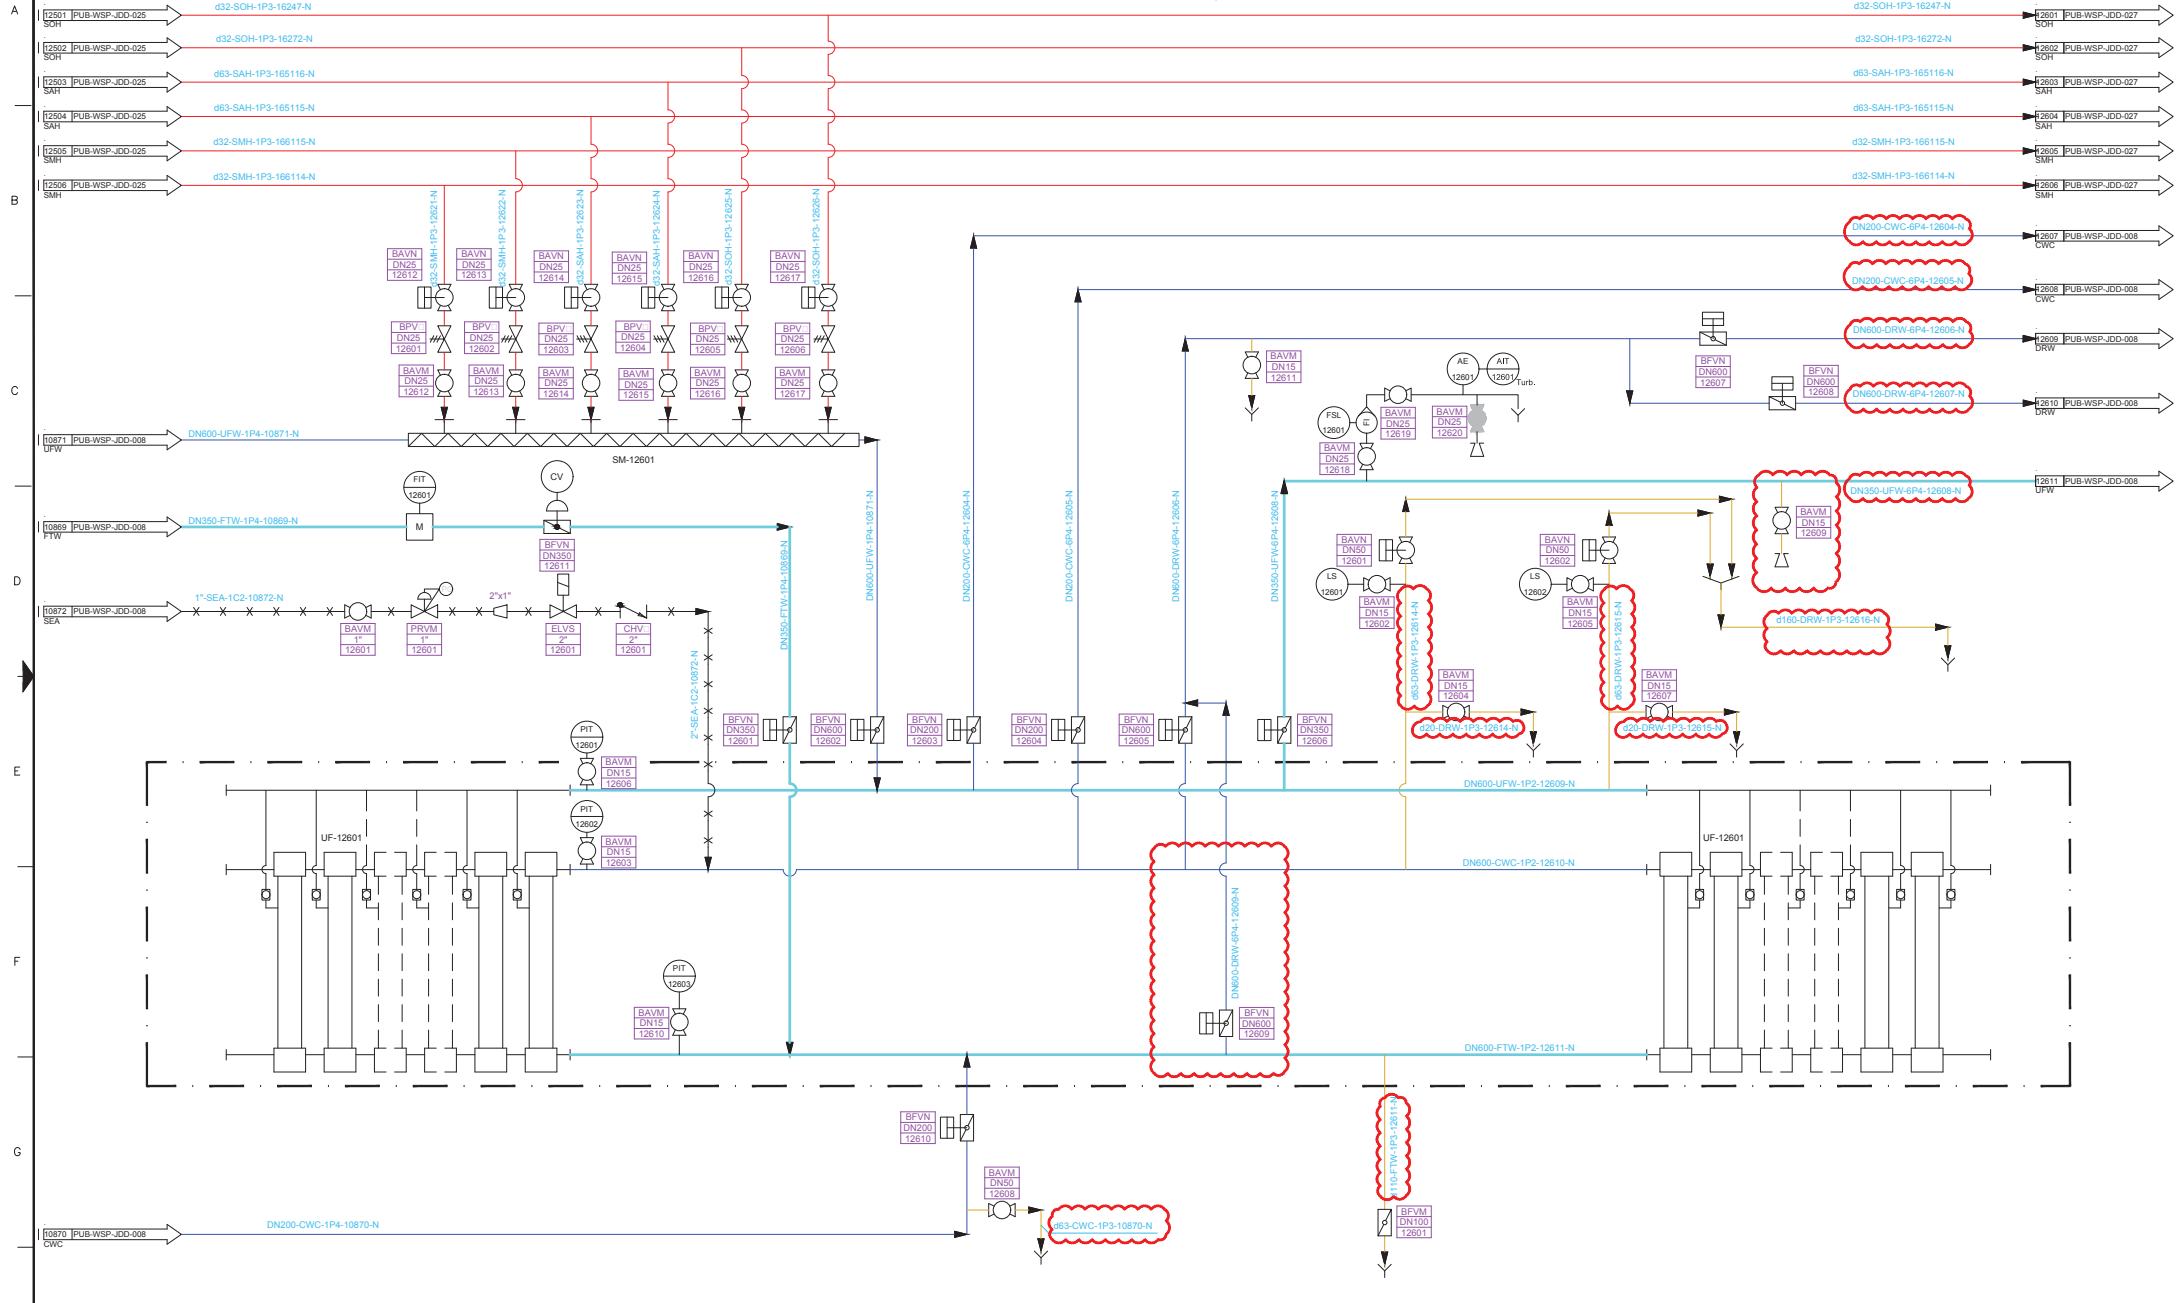 A
12501 PUB-WSP-JDD-025
SOH
d32-SOH-1P3-16247-N
d32-SOH-1P3-16247-N
12601 PUB-WSP-JDD-027
SOH
12502 PUB-WSP-JDD-025
SOH
d32-SOH-1P3-16272-N
d32-SOH-1P3-16272-N
12602 PUB-WSP-JDD-027
SOH
12503 PUB-WSP-JDD-025
SAH
d63-SAH-1P3-165116-N
d63-SAH-1P3-165116-N
12603 PUB-WSP-JDD-027
SAH
12504 PUB-WSP-JDD-025
SAH
d63-SAH-1P3-165115-N
d63-SAH-1P3-165115-N
12604 PUB-WSP-JDD-027
SAH
12505 PUB-WSP-JDD-025
SMH
d32-SMH-1P3-166115-N
d32-SMH-1P3-166115-N
12605 PUB-WSP-JDD-027
SMH
12506 PUB-WSP-JDD-025
SMH
d32-SMH-1P3-166114-N
d32-SMH-1P3-166114-N
12606 PUB-WSP-JDD-027
SMH
B
d32-SMH-1P3-12621-N
d32-SMH-1P3-12622-N
d32-SAH-1P3-12623-N
d32-SAH-1P3-12624-N
d32-SOH-1P3-12625-N
d32-SOH-1P3-12626-N
DN200-CWC-6P4-12604-N
12607 PUB-WSP-JDD-008
CWC
BAVN
DN25
12612
BAVN
DN25
12613
BAVN
DN25
12614
BAVN
DN25
12615
BAVN
DN25
12616
BAVN
DN25
12617
DN200-CWC-6P4-12605-N
12608 PUB-WSP-JDD-008
CWC
BPV
DN25
12601
BPV
DN25
12602
BPV
DN25
12603
BPV
DN25
12604
BPV
DN25
12605
BPV
DN25
12606
DN600-DRW-6P4-12606-N
12609 PUB-WSP-JDD-008
DRW
C
BAVM
DN25
12612
BAVM
DN25
12613
BAVM
DN25
12614
BAVM
DN25
12615
BAVM
DN25
12616
BAVM
DN25
12617
BAVM
DN15
12611
AE
12601
AIT
12601
Turb.
BFVN
DN600
12607
BFVN
DN600
12608
DN600-DRW-6P4-12607-N
12610 PUB-WSP-JDD-008
DRW
FSL
12601
FI
BAVM
DN25
12619
BAVM
DN25
12620
BAVM
DN25
12618
10871 PUB-WSP-JDD-008
UFW
DN600-UFW-1P4-10871-N
SM-12601
FIT
12601
M
CV
DN350-UFW-6P4-12608-N
12611 PUB-WSP-JDD-008
UFW
10869 PUB-WSP-JDD-008
FTW
DN350-FTW-1P4-10869-N
BFVN
DN350
12611
BAVM
DN15
12609
D
DN350-FTW-1P4-10869-N
DN600-UFW-1P4-10871-N
DN200-CWC-6P4-12604-N
DN200-CWC-6P4-12605-N
DN600-DRW-6P4-12606-N
DN350-UFW-6P4-12608-N
BAVN
DN50
12601
BAVN
DN50
12602
LS
12601
BAVM
DN15
12602
LS
12602
BAVM
DN15
12605
10872 PUB-WSP-JDD-008
SEA
1"-SEA-1C2-10872-N
2"x1"
BAVM
1"
12601
PRVM
1"
12601
ELVS
2"
12601
CHV
2"
12601
2"-SEA-1C2-10872-N
d63-DRW-1P3-12614-N
d63-DRW-1P3-12615-N
d160-DRW-1P3-12616-N
BAVM
DN15
12604
BAVM
DN15
12607
d20-DRW-1P3-12614-N
d20-DRW-1P3-12615-N
BFVN
DN350
12601
BFVN
DN600
12602
BFVN
DN200
12603
BFVN
DN200
12604
BFVN
DN600
12605
BFVN
DN350
12606
E
PIT
12601
BAVM
DN15
12606
DN600-UFW-1P2-12609-N
PIT
12602
BAVM
DN15
12603
UF-12601
UF-12601
DN600-CWC-1P2-12610-N
DN600-DRW-6P4-12609-N
F
PIT
12603
BAVM
DN15
12610
BFVN
DN600
12609
DN600-FTW-1P2-12611-N
G
BFVN
DN200
12610
d110-FTW-1P3-12611-N
BAVM
DN50
12608
BFVM
DN100
12601
10870 PUB-WSP-JDD-008
CWC
DN200-CWC-1P4-10870-N
d63-CWC-1P3-10870-N